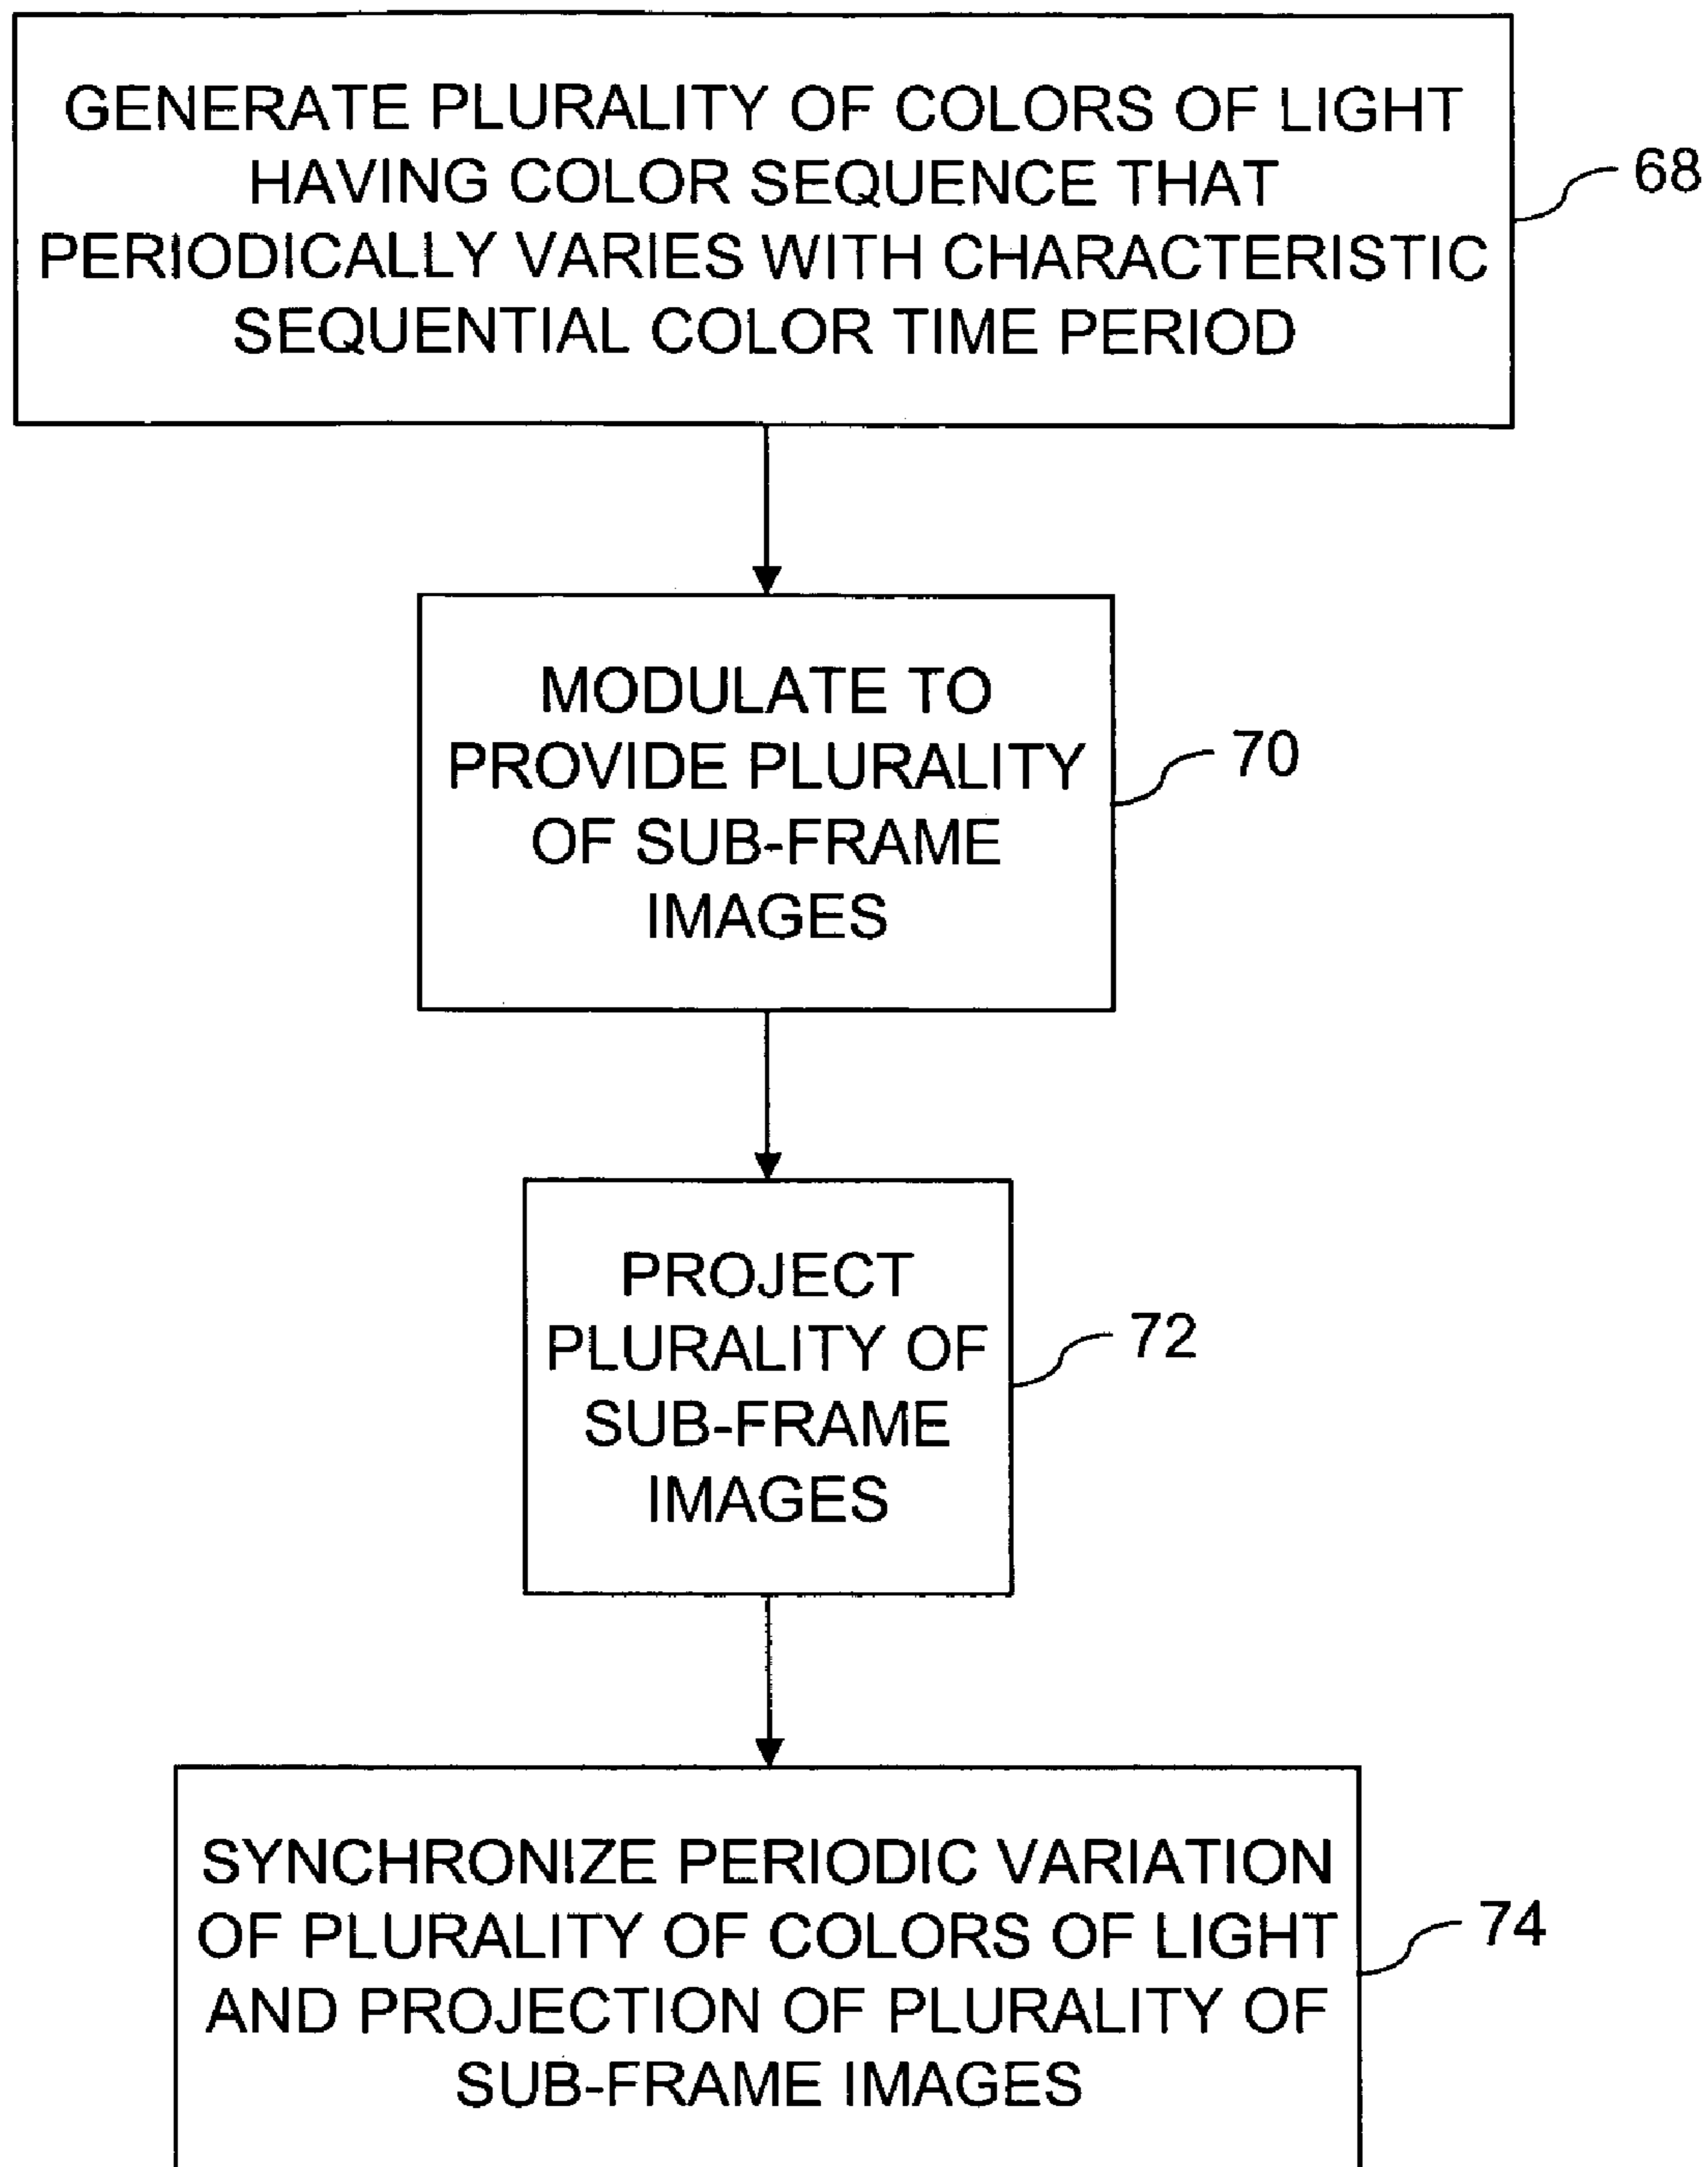 GENERATE PLURALITY OF COLORS OF LIGHT
HAVING COLOR SEQUENCE THAT
PERIODICALLY VARIES WITH CHARACTERISTIC
SEQUENTIAL COLOR TIME PERIOD
68
MODULATE TO
PROVIDE PLURALITY
OF SUB-FRAME
IMAGES
70
PROJECT
PLURALITY OF
SUB-FRAME
IMAGES
72
SYNCHRONIZE PERIODIC VARIATION
OF PLURALITY OF COLORS OF LIGHT
AND PROJECTION OF PLURALITY OF
SUB-FRAME IMAGES
74